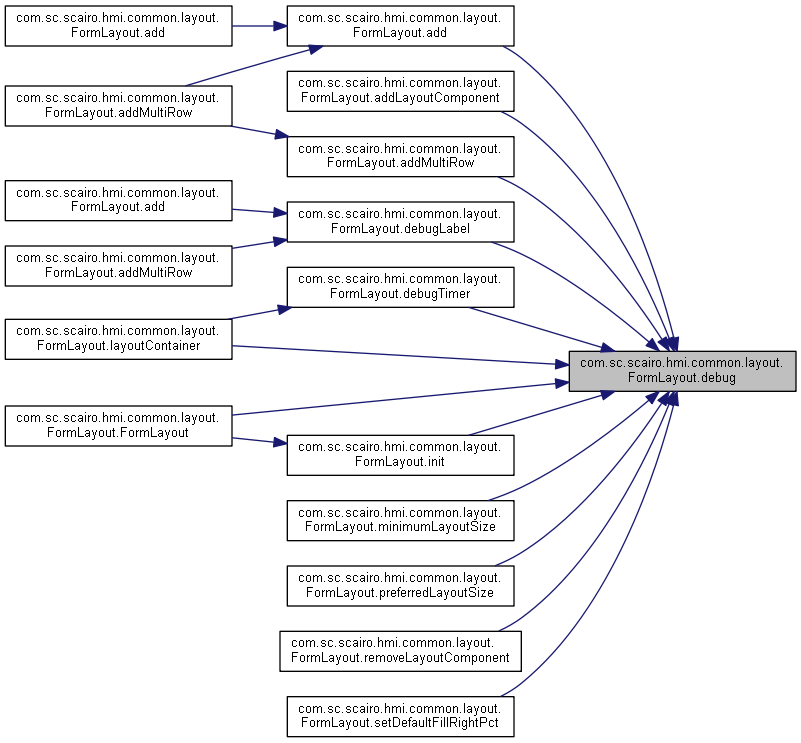 com.sc.scairo.hmi.common.layout.
FormLayout.add
com.sc.scairo.hmi.common.layout.
FormLayout.add
com.sc.scairo.hmi.common.layout.
FormLayout.addLayoutComponent
com.sc.scairo.hmi.common.layout.
FormLayout.addMultiRow
com.sc.scairo.hmi.common.layout.
FormLayout.addMultiRow
com.sc.scairo.hmi.common.layout.
FormLayout.add
com.sc.scairo.hmi.common.layout.
FormLayout.debugLabel
com.sc.scairo.hmi.common.layout.
FormLayout.addMultiRow
com.sc.scairo.hmi.common.layout.
FormLayout.debugTimer
com.sc.scairo.hmi.common.layout.
FormLayout.layoutContainer
com.sc.scairo.hmi.common.layout.
FormLayout.debug
com.sc.scairo.hmi.common.layout.
FormLayout.FormLayout
com.sc.scairo.hmi.common.layout.
FormLayout.init
com.sc.scairo.hmi.common.layout.
FormLayout.minimumLayoutSize
com.sc.scairo.hmi.common.layout.
FormLayout.preferredLayoutSize
com.sc.scairo.hmi.common.layout.
FormLayout.removeLayoutComponent
com.sc.scairo.hmi.common.layout.
FormLayout.setDefaultFillRightPct